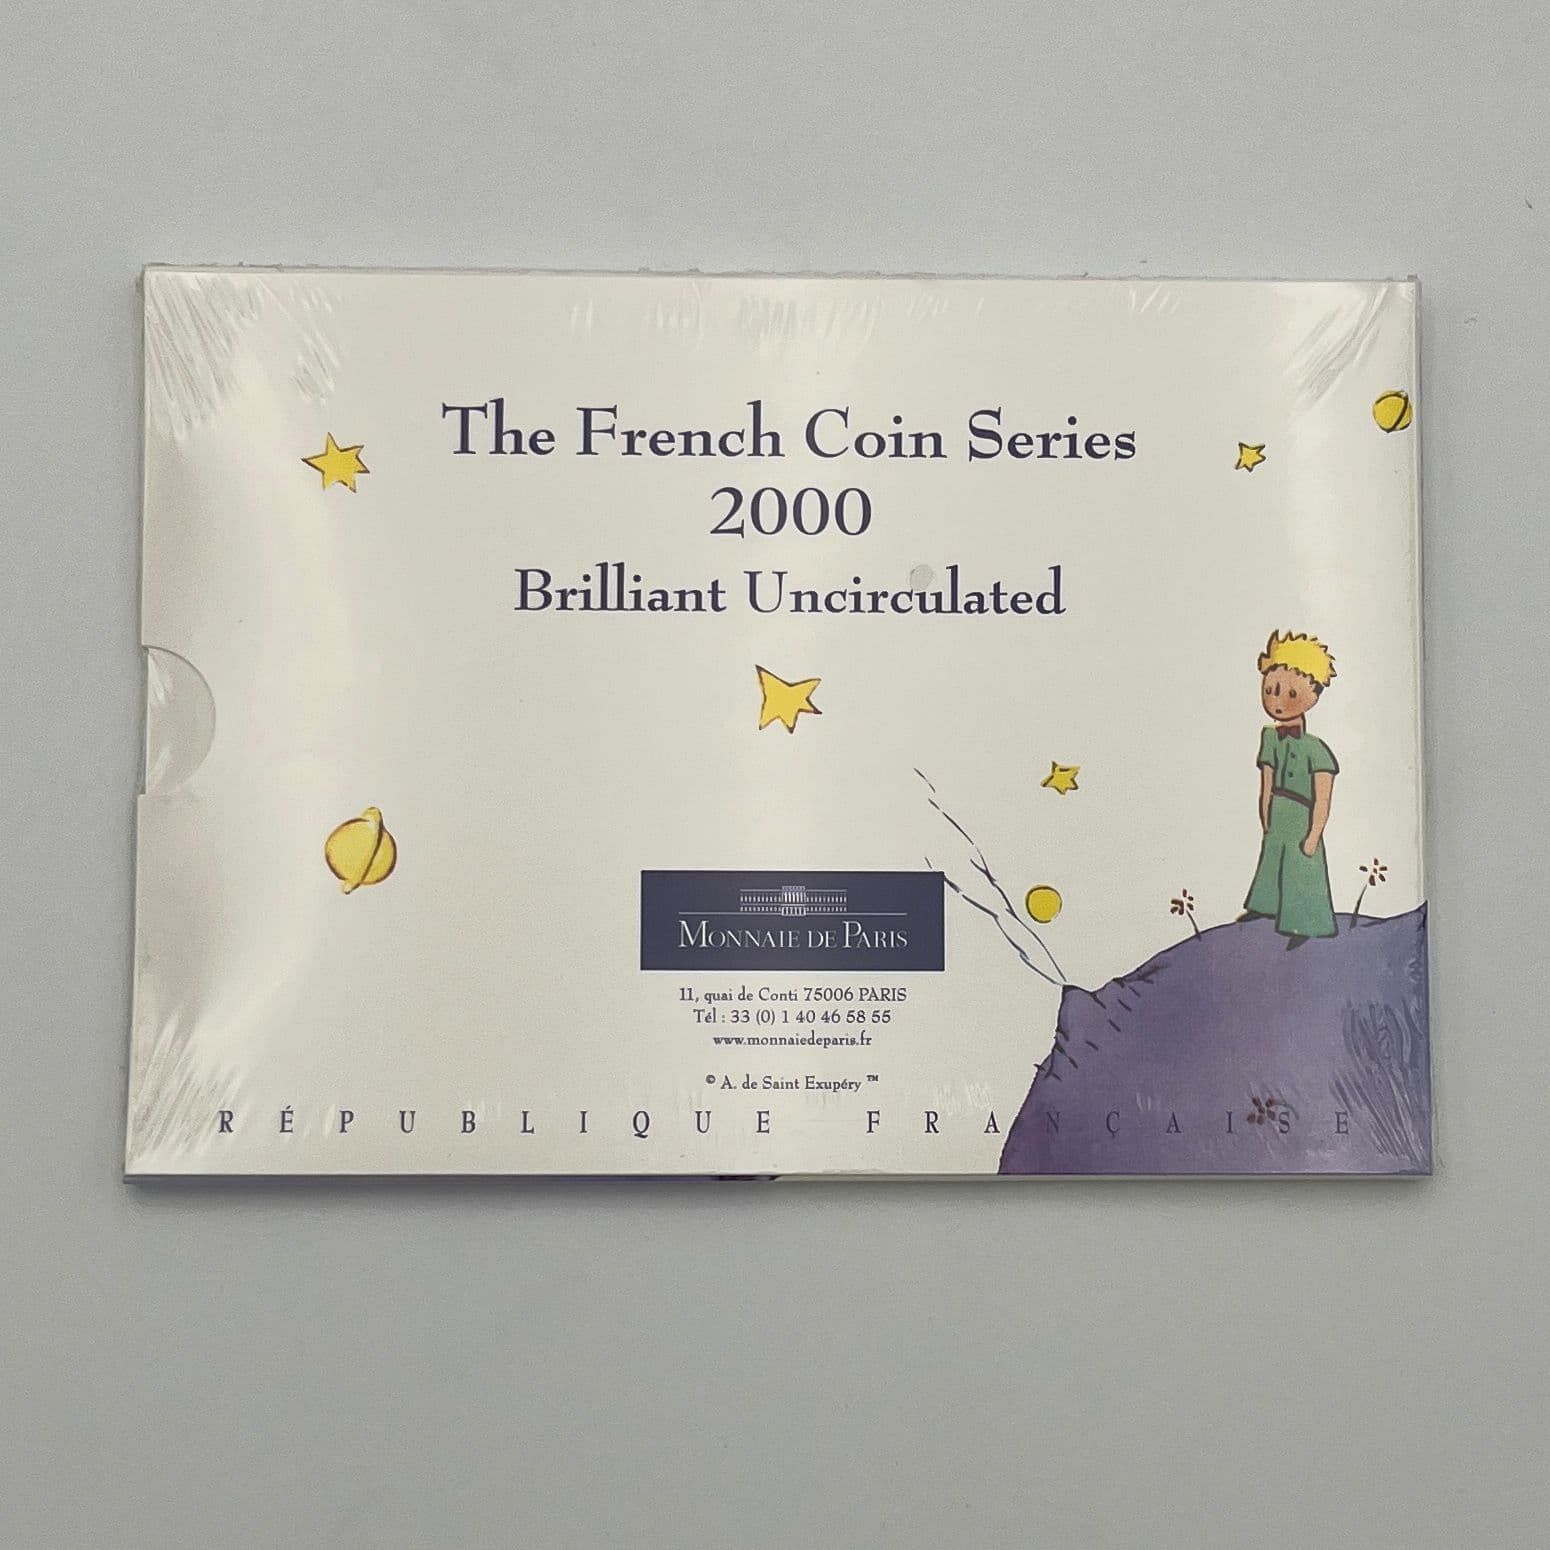 The French Coin Series
2000
Brilliant Uncirculated
MONNAIE DE PARIS
11, quai de Conti 75006 PARIS
Tél : 33 (0) 1 40 46 58 55
www.monnaiedeparis.fr
© A. de Saint Exupéry ™
RÉPUBLIQUE FRANÇAISE